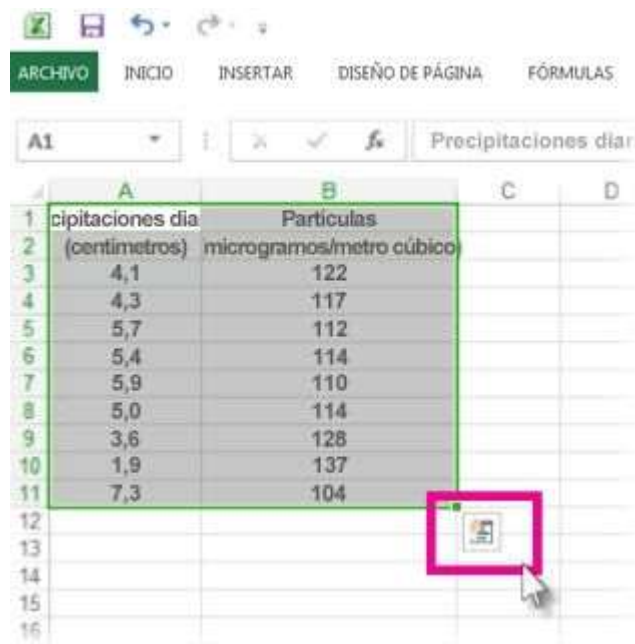 ARCHIVO INICIO INSERTAR DISEÑO DE PÁGINA FÓRMULAS
A1 fx Precipitaciones diar
A B C D
1 cipitaciones dia Partículas
2 (centímetros) microgramos/metro cúbico)
3 4,1 122
4 4,3 117
5 5,7 112
6 5,4 114
7 5,9 110
8 5,0 114
9 3,6 128
10 1,9 137
11 7,3 104
12
13
14
15
16